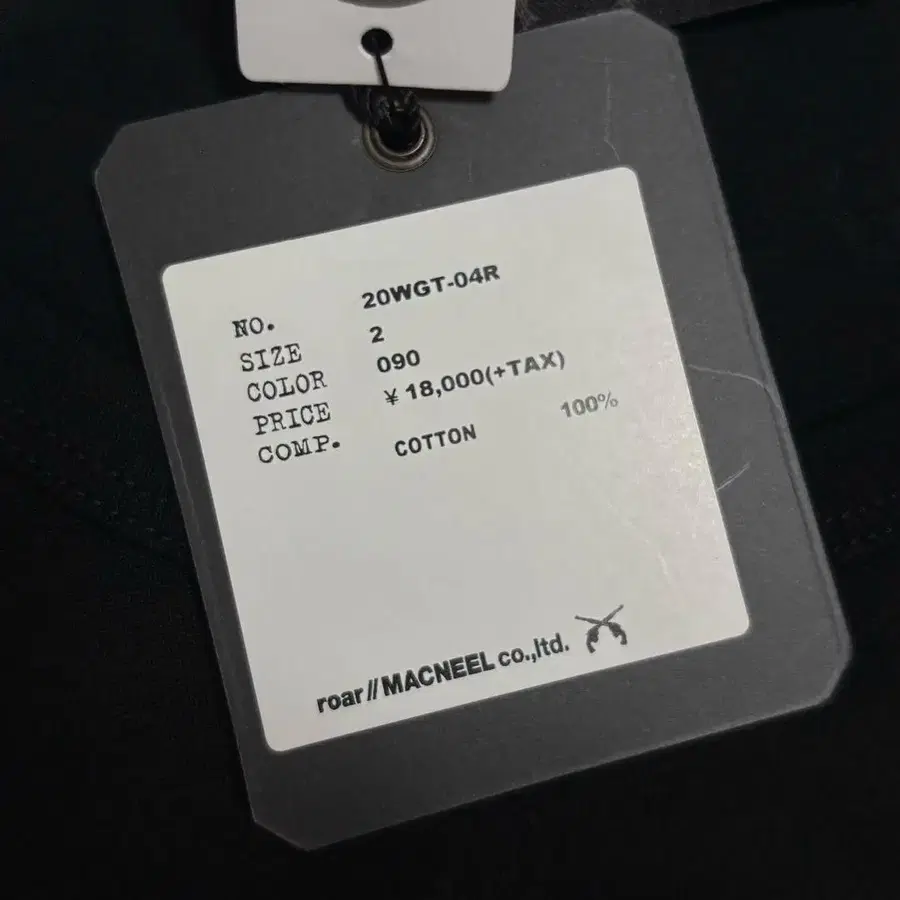 NO. 20WGT-04R
SIZE 2
COLOR 090
PRICE ¥ 18,000(+TAX)
COMP. COTTON 100%
roar//MACNEEL co.,ltd.